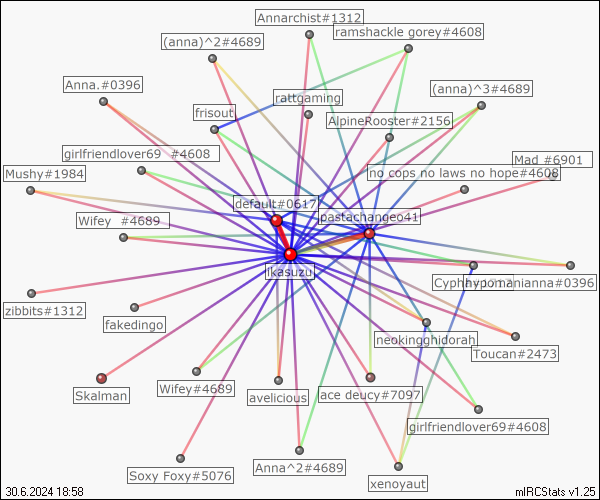 Annarchist#1312
ramshackle gorey#4608
(anna)^2#4689
Anna.#0396
rattgaming
(anna)^3#4689
frisout
AlpineRooster#2156
girlfriendlover69 #4608
Mad #6901
no cops no laws no hope#4608
Mushy#1984
default#0617
pastachangeo41
Wifey #4689
ikasuzu
Cyphh
anianna#0396
zibbits#1312
fakedingo
neokingghidorah
Toucan#2473
Skalman
Wifey#4689
avelicious
ace deucy#7097
girlfriendlover69#4608
Soxy Foxy#5076
Anna^2#4689
xenoyaut
30.6.2024 18:58
mIRCStats v1.25